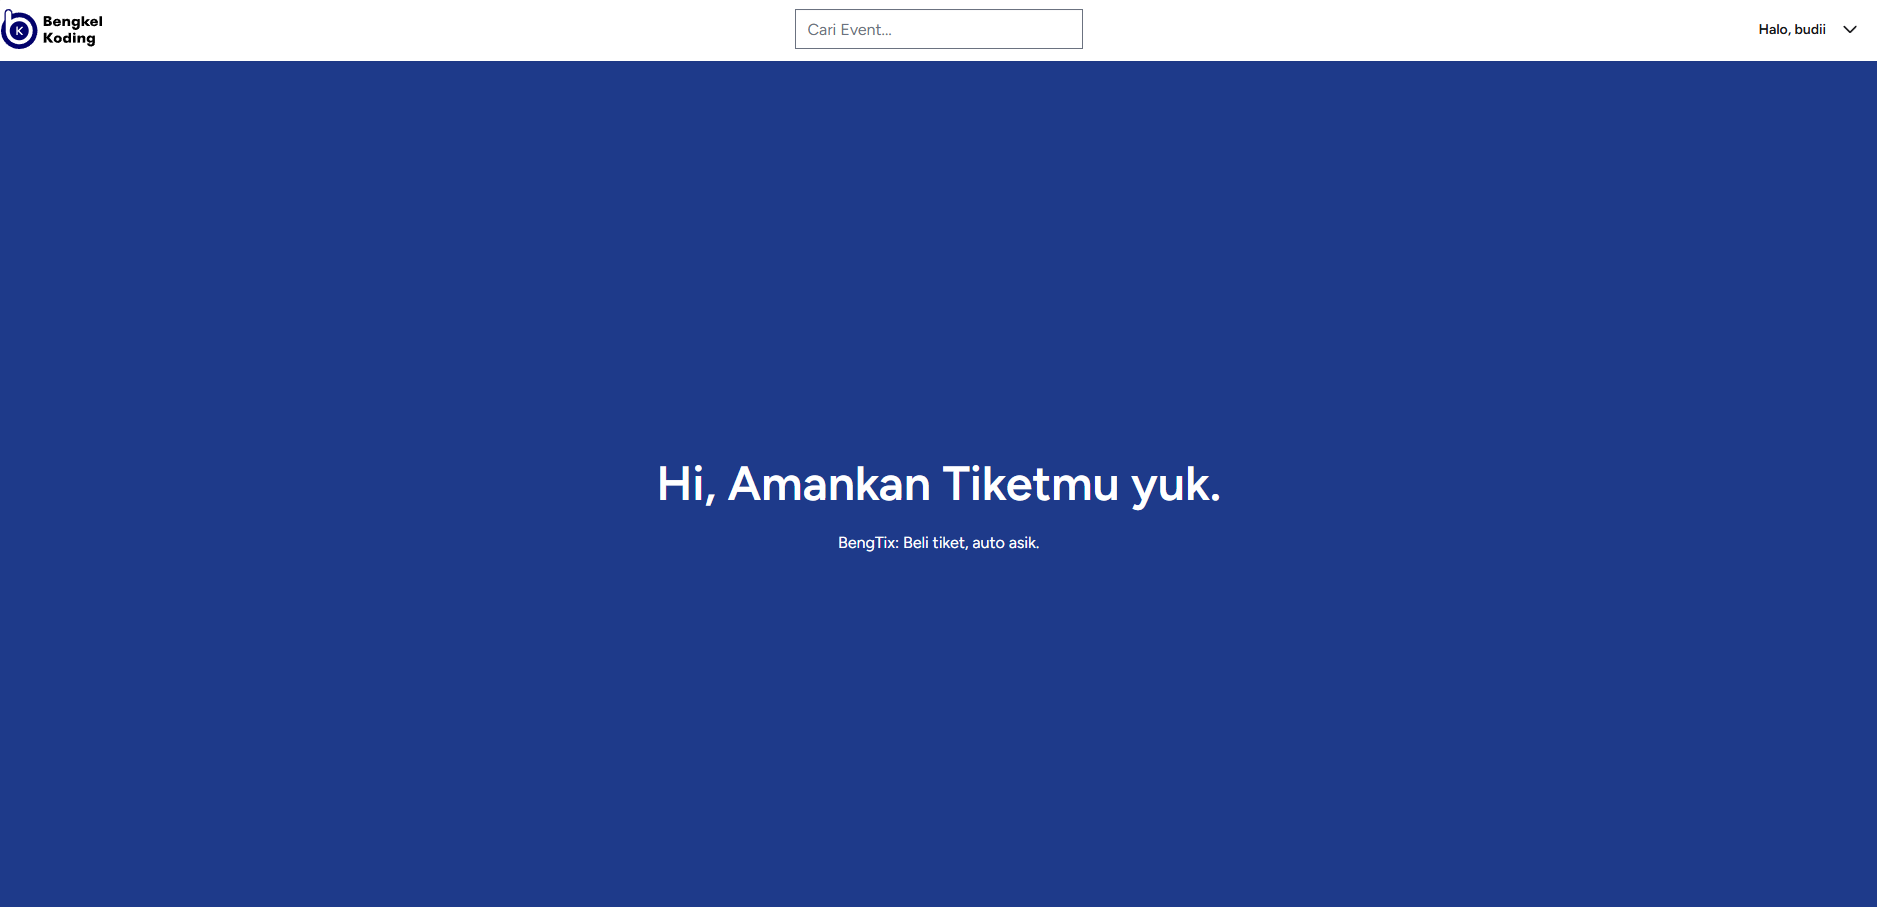 K
Bengkel
Koding
Cari Event...
Halo, budii
Hi, Amankan Tiketmu yuk.
BengTix: Beli tiket, auto asik.